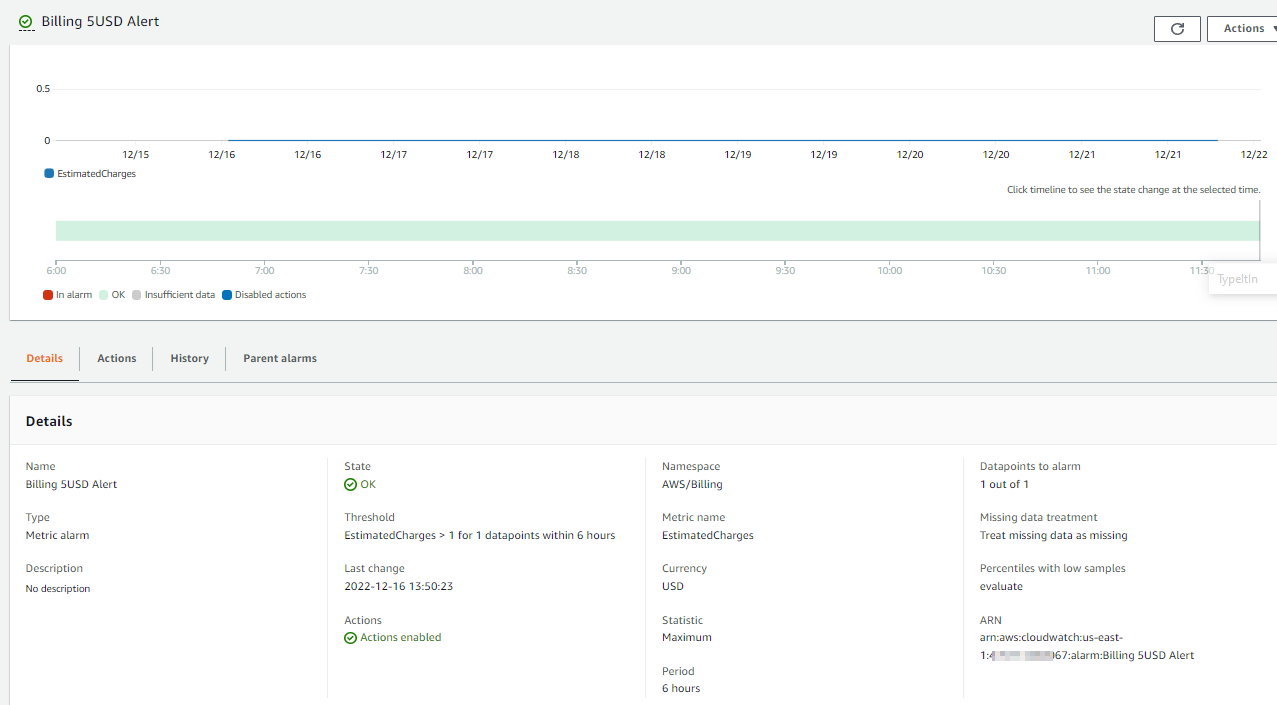 Billing 5USD Alert
Actions
0.5
0
12/15 12/16 12/16 12/17 12/17 12/18 12/18 12/19 12/19 12/20 12/20 12/21 12/21 12/22
EstimatedCharges
Click timeline to see the state change at the selected time.
6:00 6:30 7:00 7:30 8:00 8:30 9:00 9:30 10:00 10:30 11:00 11:30
TypeItIn
In alarm OK Insufficient data Disabled actions
Details Actions History Parent alarms
Details
Name
Billing 5USD Alert
Type
Metric alarm
Description
No description
State
OK
Threshold
EstimatedCharges > 1 for 1 datapoints within 6 hours
Last change
2022-12-16 13:50:23
Actions
Actions enabled
Namespace
AWS/Billing
Metric name
EstimatedCharges
Currency
USD
Statistic
Maximum
Period
6 hours
Datapoints to alarm
1 out of 1
Missing data treatment
Treat missing data as missing
Percentiles with low samples
evaluate
ARN
arn:aws:cloudwatch:us-east-
1: 067:alarm:Billing 5USD Alert